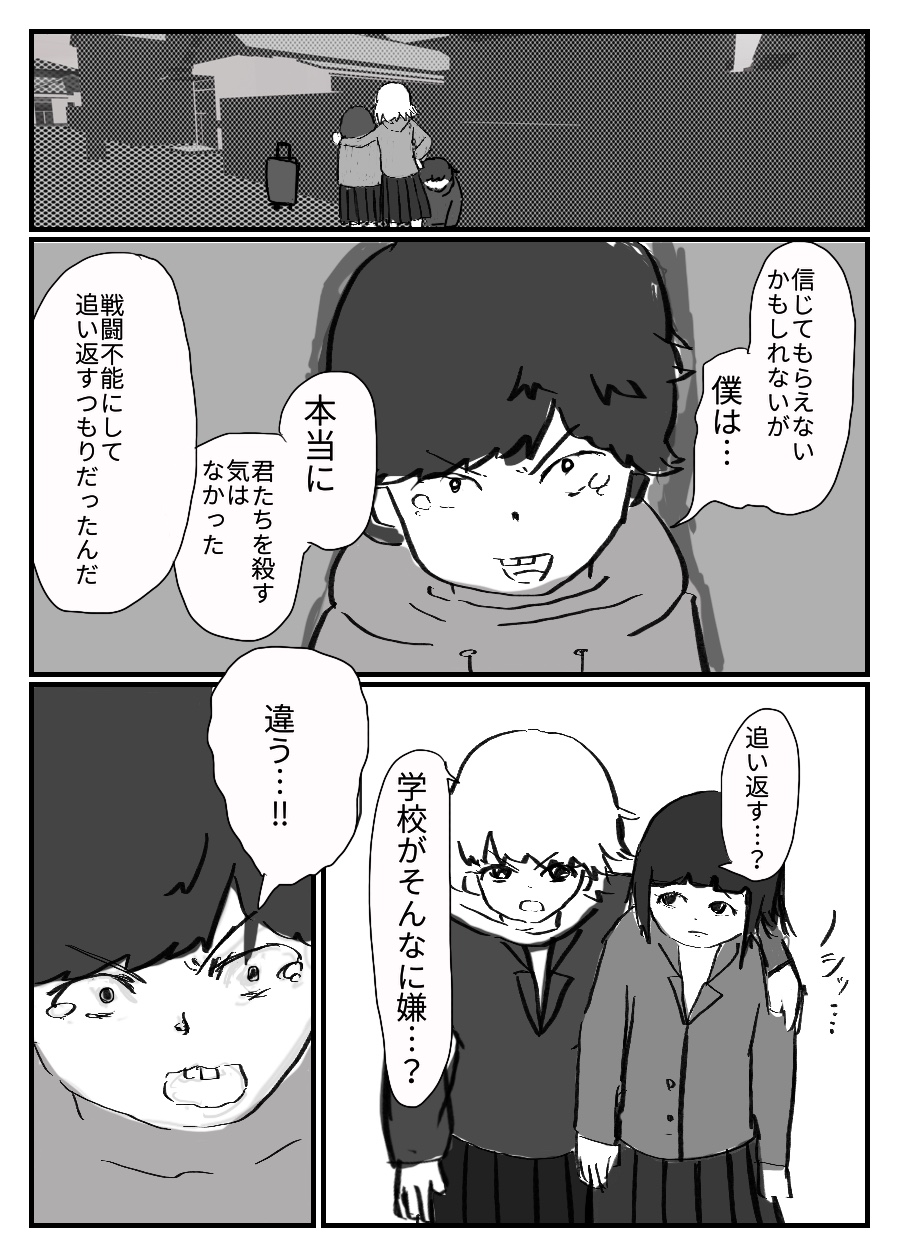 信じてもらえない
かもしれないが
僕は…
本当に
君たちを殺す
気は
なかった
戦闘不能にして
追い返すつもりだったんだ
追い返す…?
学校がそんなに嫌…?
違う…!!